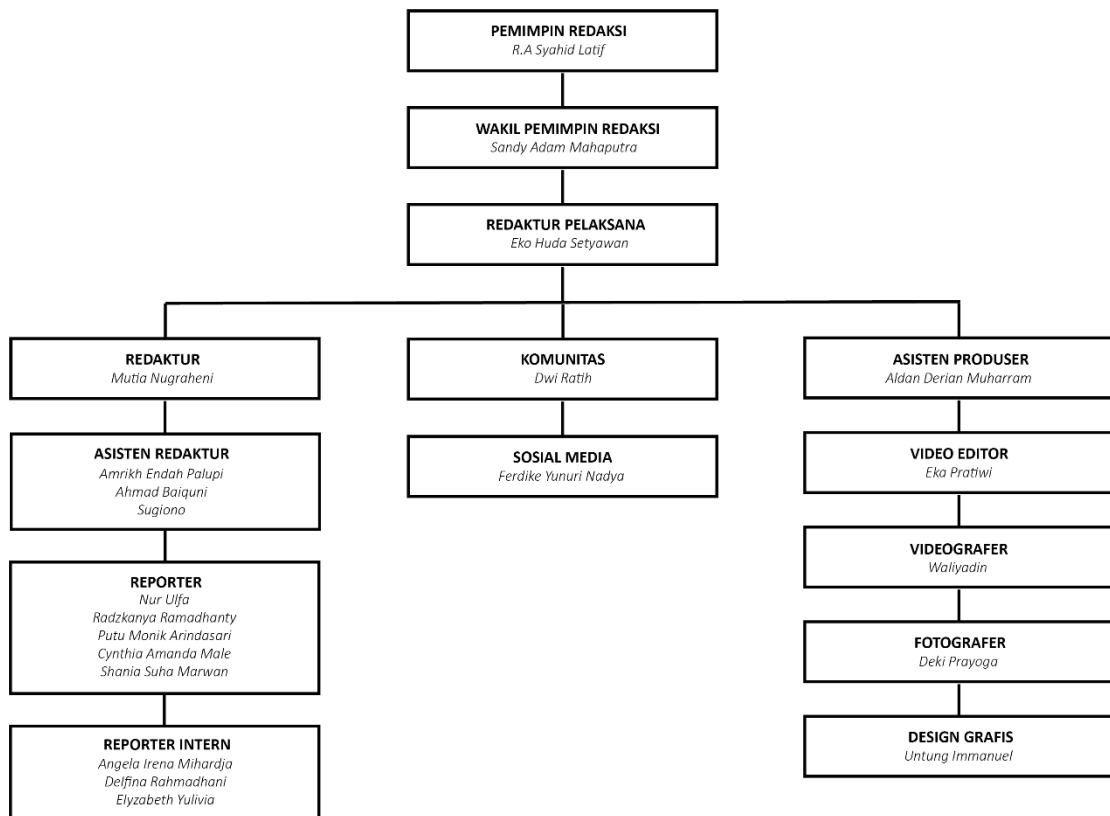 PEMIMPIN REDAKSI
R.A Syahid Latif
WAKIL PEMIMPIN REDAKSI
Sandy Adam Mahaputra
REDAKTUR PELAKSANA
Eko Huda Setyawan
REDAKTUR
Mutia Nugraheni
ASISTEN REDAKTUR
Amrikh Endah Palupi
Ahmad Baiquni
Sugiono
REPORTER
Nur Ulfa
Radzkanya Ramadhanty
Putu Monik Arindasari
Cynthia Amanda Male
Shania Suha Marwan
REPORTER INTERN
Angela Irena Mihardja
Delfina Rahmadhani
Elyzabeth Yulivia
KOMUNITAS
Dwi Ratih
SOSIAL MEDIA
Ferdike Yunuri Nadya
ASISTEN PRODUSER
Aldan Derian Muharram
VIDEO EDITOR
Eka Pratiwi
VIDEOGRAFER
Waliyadin
FOTOGRAFER
Deki Prayoga
DESIGN GRAFIS
Untung Immanuel